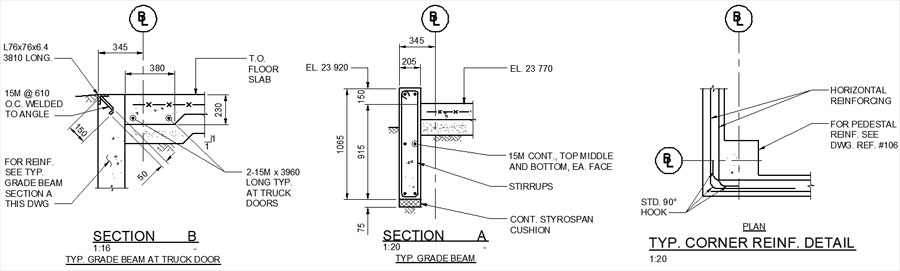 BL
345
L76x76x6.4
3810 LONG.
380
T.O.
FLOOR
SLAB
15M @ 610
O.C. WELDED
TO ANGLE
230
150
1
1
50
FOR REINF.
SEE TYP.
GRADE BEAM
SECTION A
THIS DWG
2-15M x 3960
LONG TYP.
AT TRUCK
DOORS
SECTION B
1:16 -
TYP. GRADE BEAM AT TRUCK DOOR
BL
345
205
EL. 23 920
EL. 23 770
150
1065
915
15M CONT., TOP MIDDLE
AND BOTTOM, EA. FACE
STIRRUPS
CONT. STYROSPAN
CUSHION
75
SECTION A
1:20 -
TYP. GRADE BEAM
BL
HORIZONTAL
REINFORCING
FOR PEDESTAL
REINF. SEE
DWG. REF. #106
BL
STD. 90°
HOOK
PLAN
TYP. CORNER REINF. DETAIL
1:20